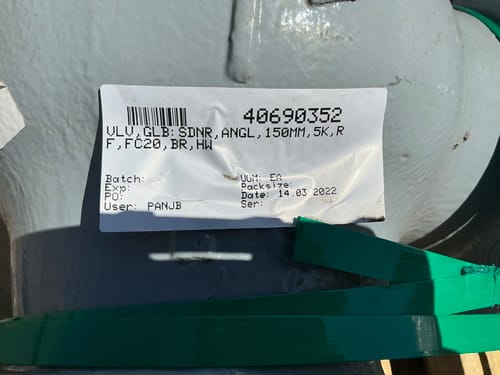 40690352
VLV,GLB:SDNR,ANGL,150MM,5K,R
F,FC20,BR,HW
Batch:
UOM: EA
Exp:
Packsize:
PO:
Date: 14.03.2022
User: PANJB
Ser: